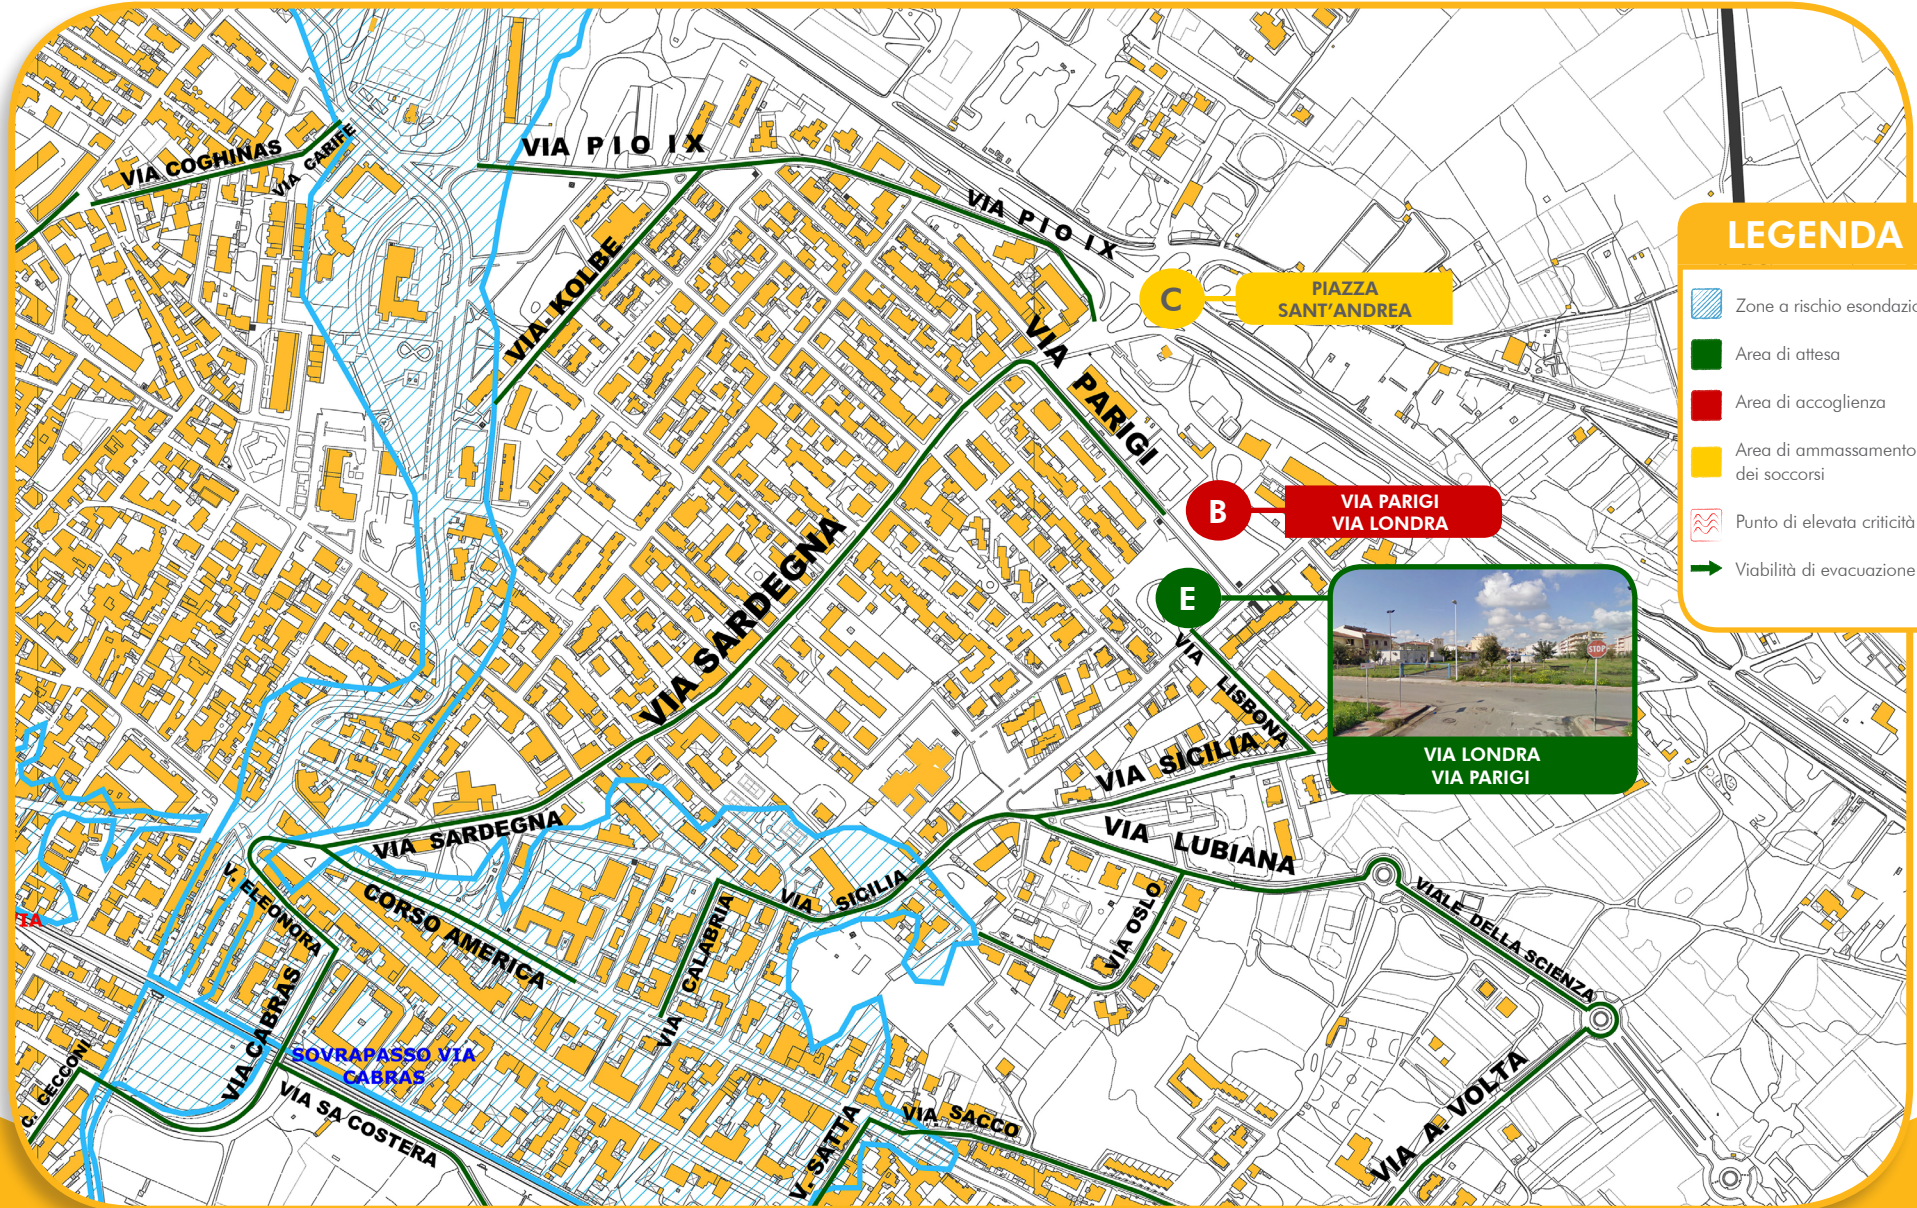 VIA COGHINAS
VIA CARIFE
VIA PIO IX
VIA PIO IX
VIA. KOLBE
C
PIAZZA
SANT'ANDREA
LEGENDA
Zone a rischio esondazio
Area di attesa
Area di accoglienza
Area di ammassamento
dei soccorsi
Punto di elevata criticità
Viabilità di evacuazione
VIA PARIGI
B
VIA PARIGI
VIA LONDRA
E
STOP
VIA LONDRA
VIA PARIGI
VIA SARDEGNA
VIA
LISBONA
VIA SICILIA
VIA LUBIANA
VIA SARDEGNA
V. ELEONORA
CORSO AMERICA
VIA SICILIA
VIA CALABRIA
VIA OSLO
VIALE DELLA SCIENZA
VIA
VIA CABRAS
SOVRAPASSO VIA
CABRAS
C. CECCONI
VIA SA COSTERA
V. SATTA
VIA. SACCO
VIA A. VOLTA